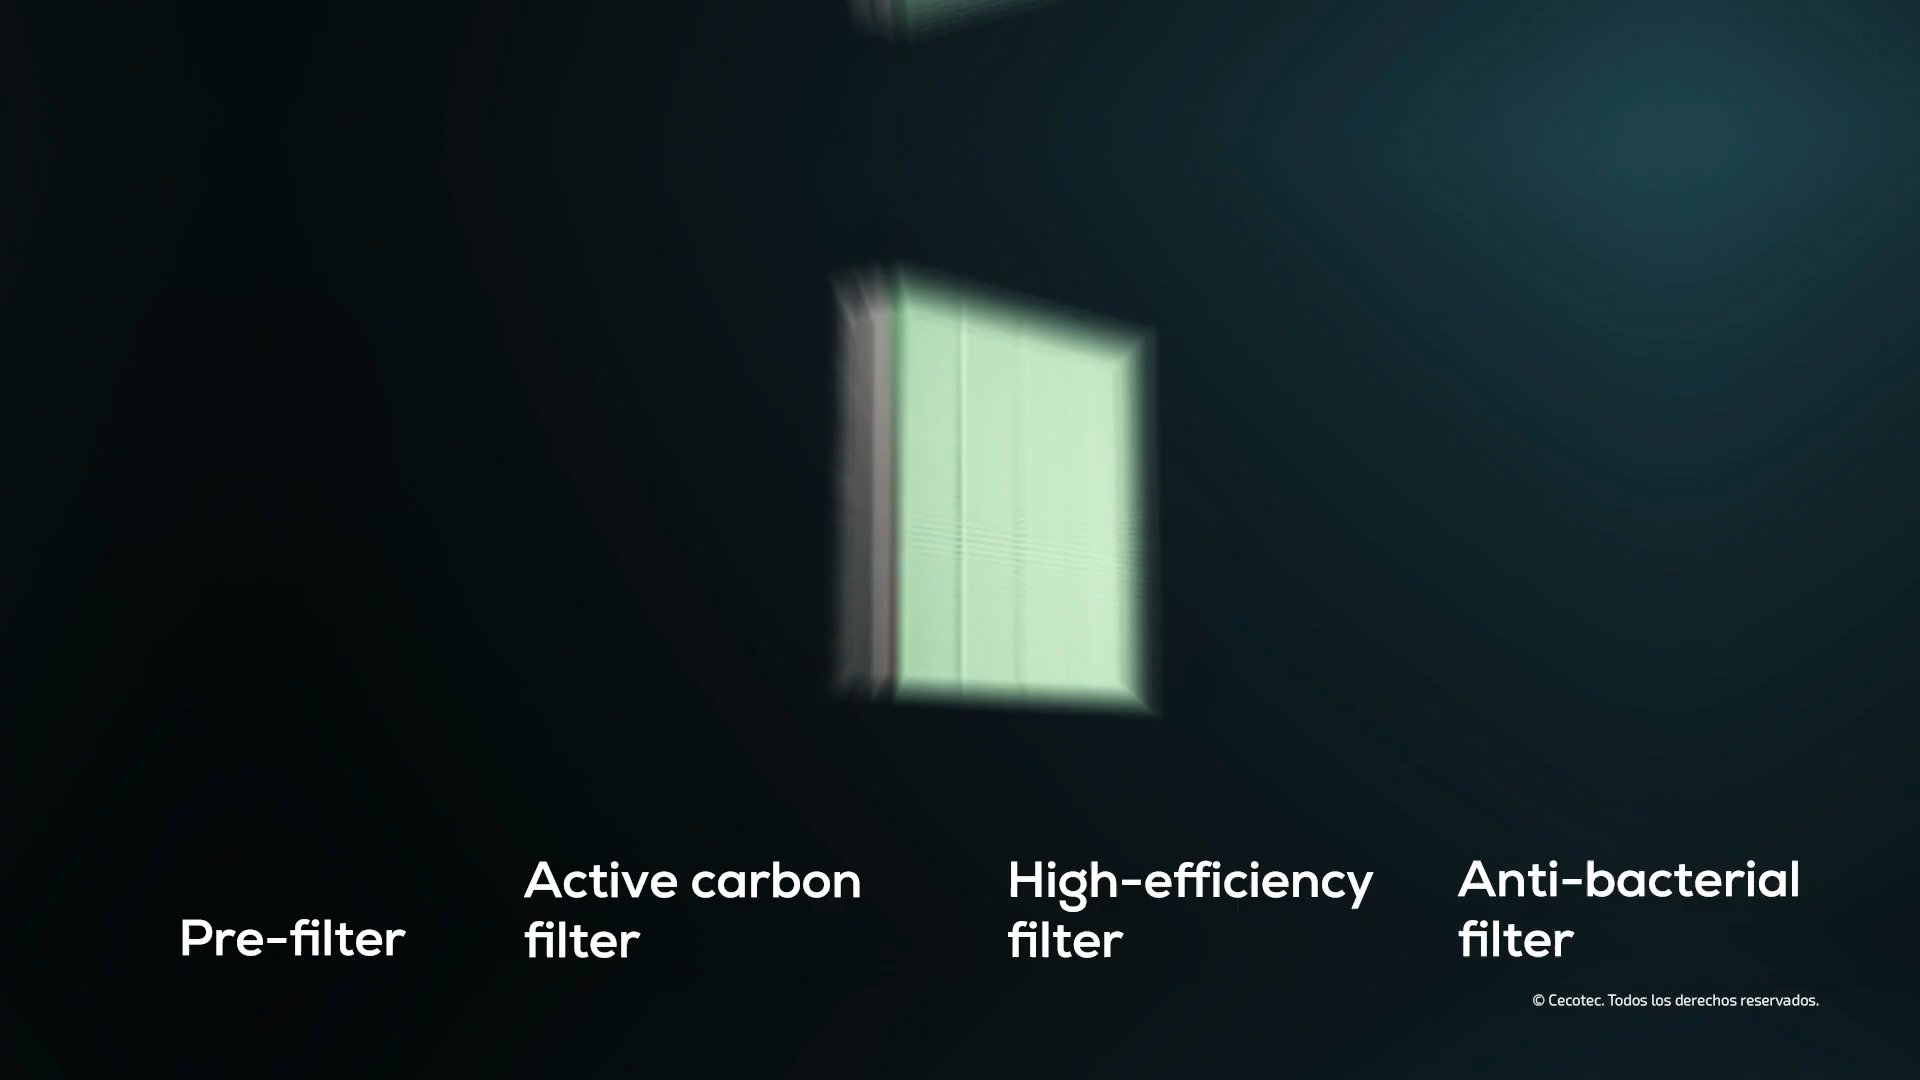 Pre-filter
Active carbon
filter
High-efficiency
filter
Anti-bacterial
filter
© Cecotec. Todos los derechos reservados.